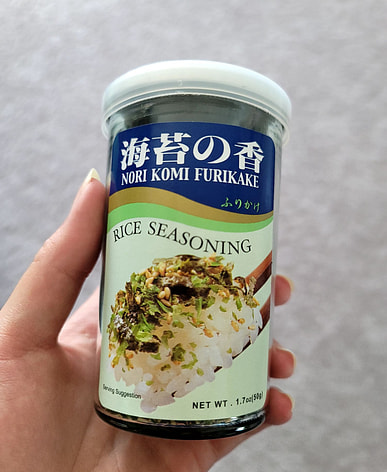 海苔の香
NORI KOMI FURIKAKE
ふりかけ
RICE SEASONING
Serving Suggestion
NET WT . 1.7oz(50g)